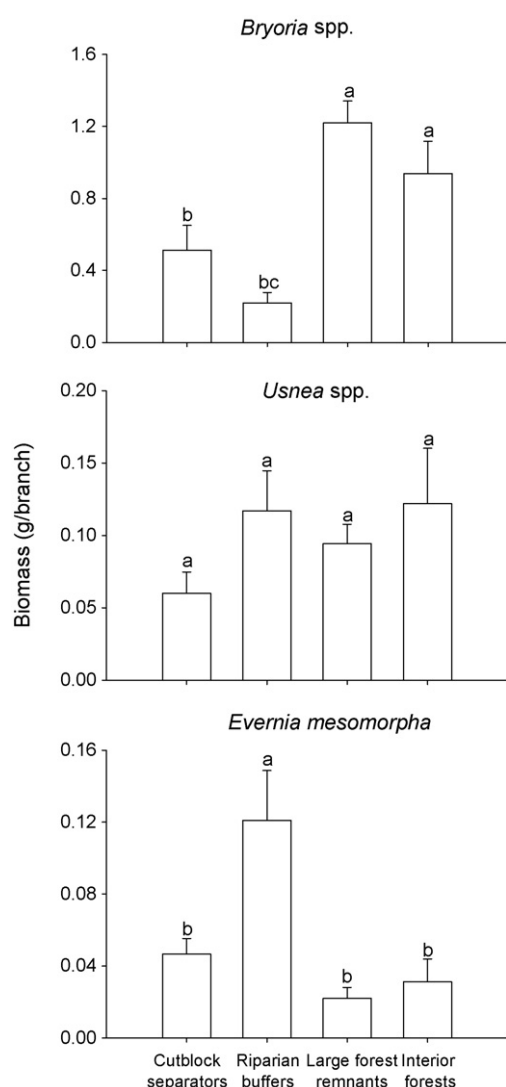 Bryoria spp.
1.6
1.2
0.8
0.4
0.0
b
bc
a
a
Usnea spp.
0.20
0.15
0.10
0.05
0.00
a
a
a
a
Biomass (g/branch)
Evernia mesomorpha
0.16
0.12
0.08
0.04
0.00
b
a
b
b
Cutblock Riparian Large forest Interior
separators buffers remnants forests